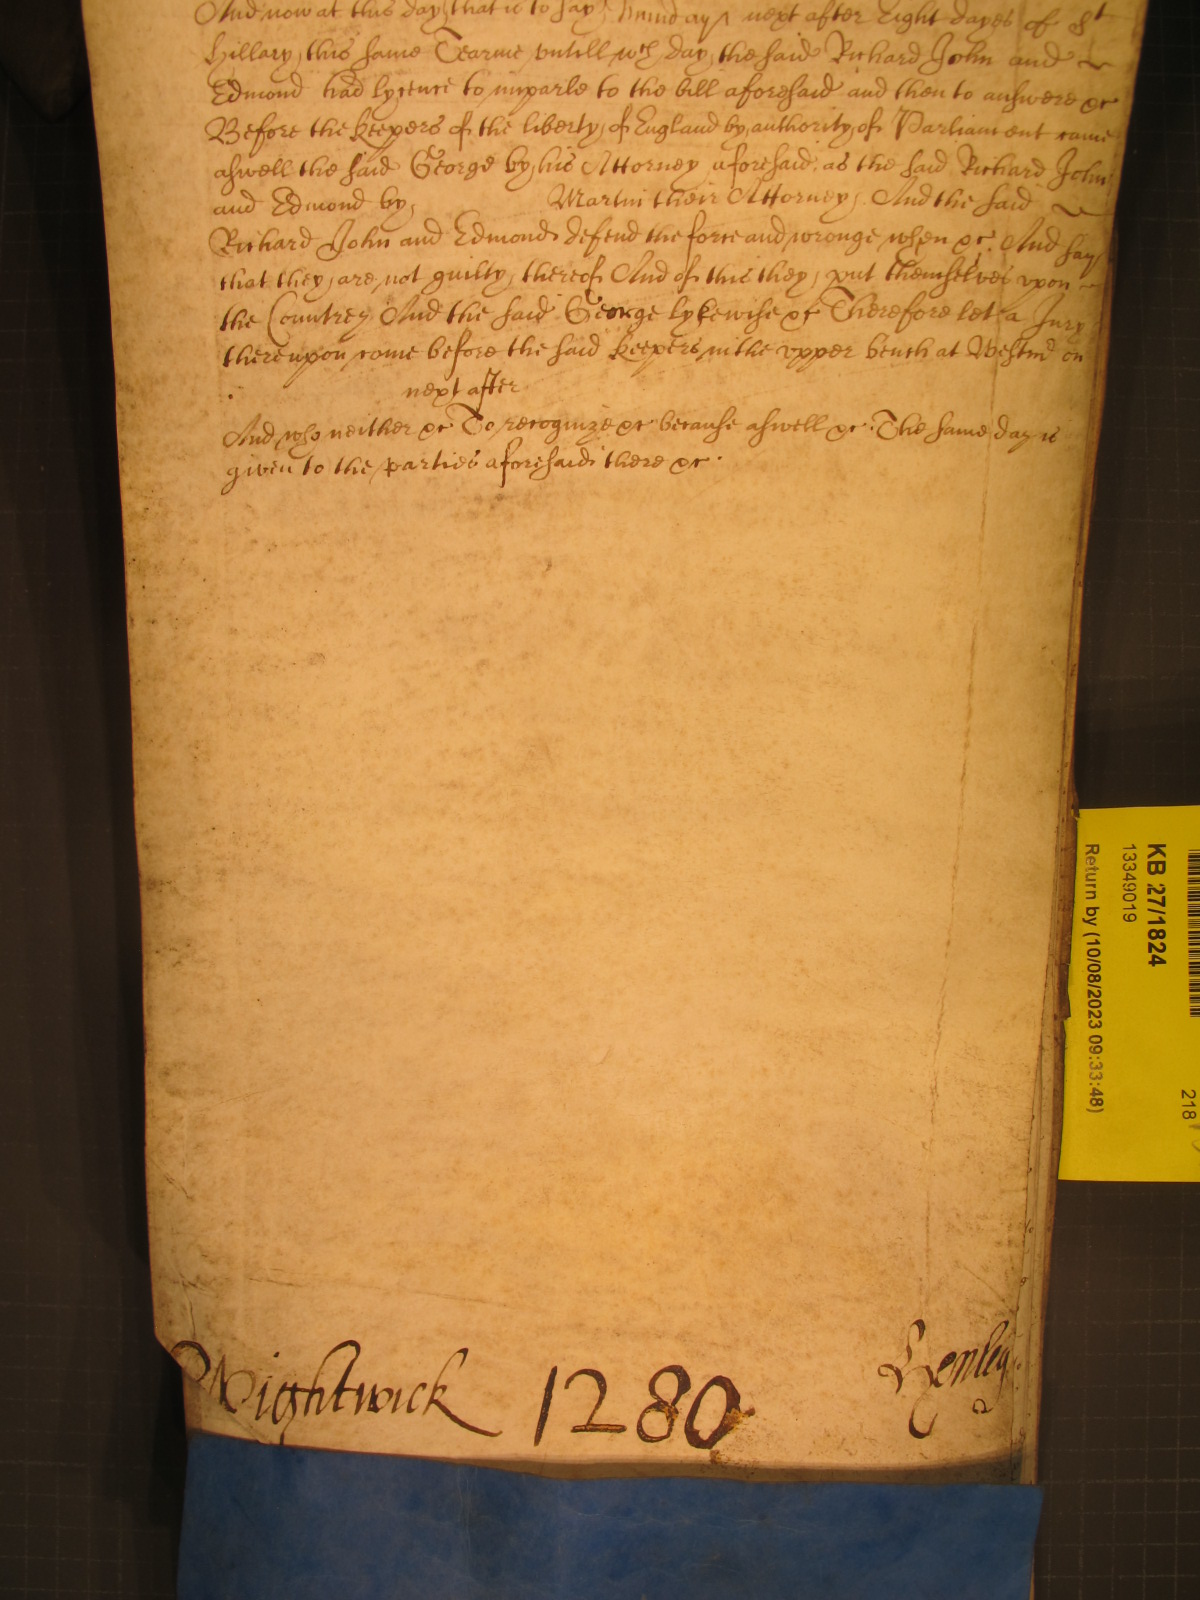 And now at this day, that is to say, Munday next after Eight dayes of St
Hillary, this same Tearme untill wch day, the said Richard John and
Edmond had lycence to imparle to the bill aforesaid and then to answere &c
Before the keepers of the liberty, of England by, authority, of Parliament came
aswell the said George by, his Attorney aforesaid, as the said Richard John
and Edmond by, Martin their Attorney, And the said
Richard John and Edmond defend the force and wronge when &c. And say
that they, are not guilty, thereof And of this they, put themselves upon
the Countrey And the said George lykewise &c Therefore let a Jury
thereupon come before the said keepers in the upper bench at Westmr on
next after
And who neither &c To recognize &c because aswell &c. The same day is
given to the parties aforesaid there &c.
Wightwick 1280 Henley
KB 27/1824
13349019
Return by (10/08/2023 09:33:48)
218